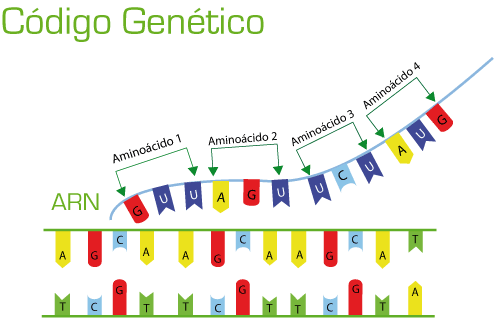 Código Genético
Aminoácido 1
Aminoácido 2
Aminoácido 3
Aminoácido 4
ARN
G U U A G U U C U A U G
A G C A A G C A A G C A T
T C G T T C G T T C G T A